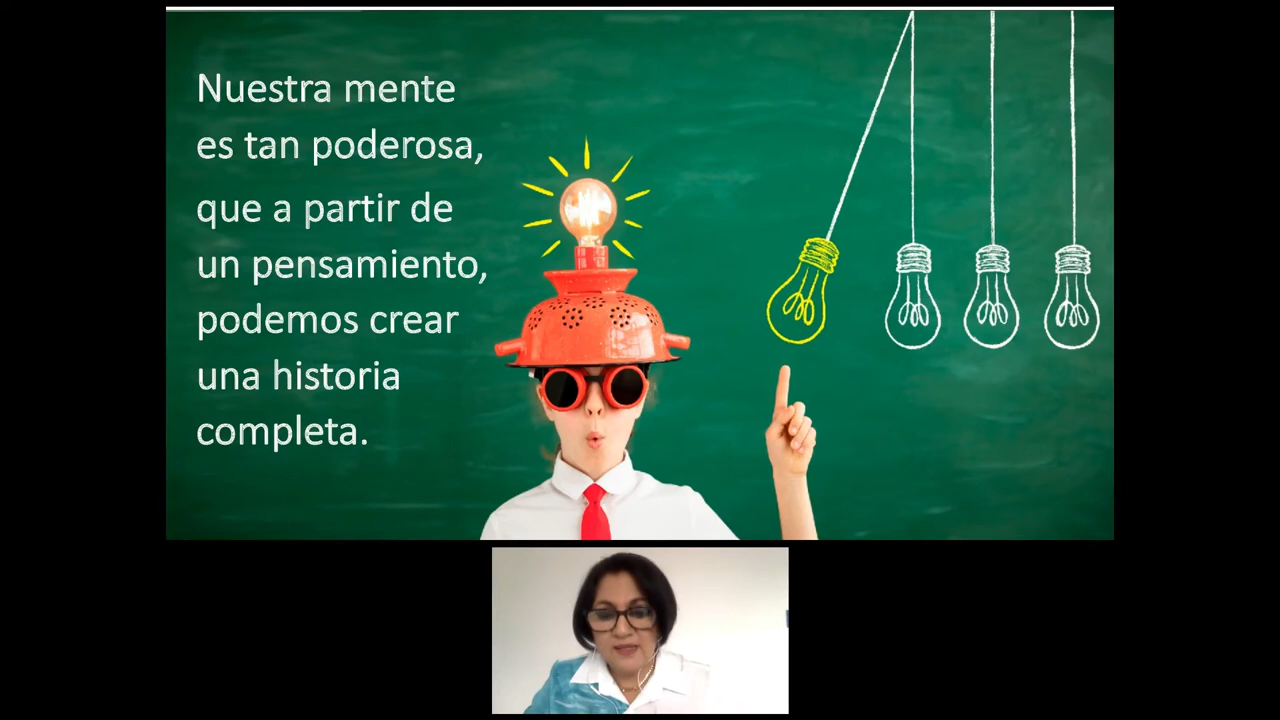 Nuestra mente
es tan poderosa,
que a partir de
un pensamiento,
podemos crear
una historia
completa.